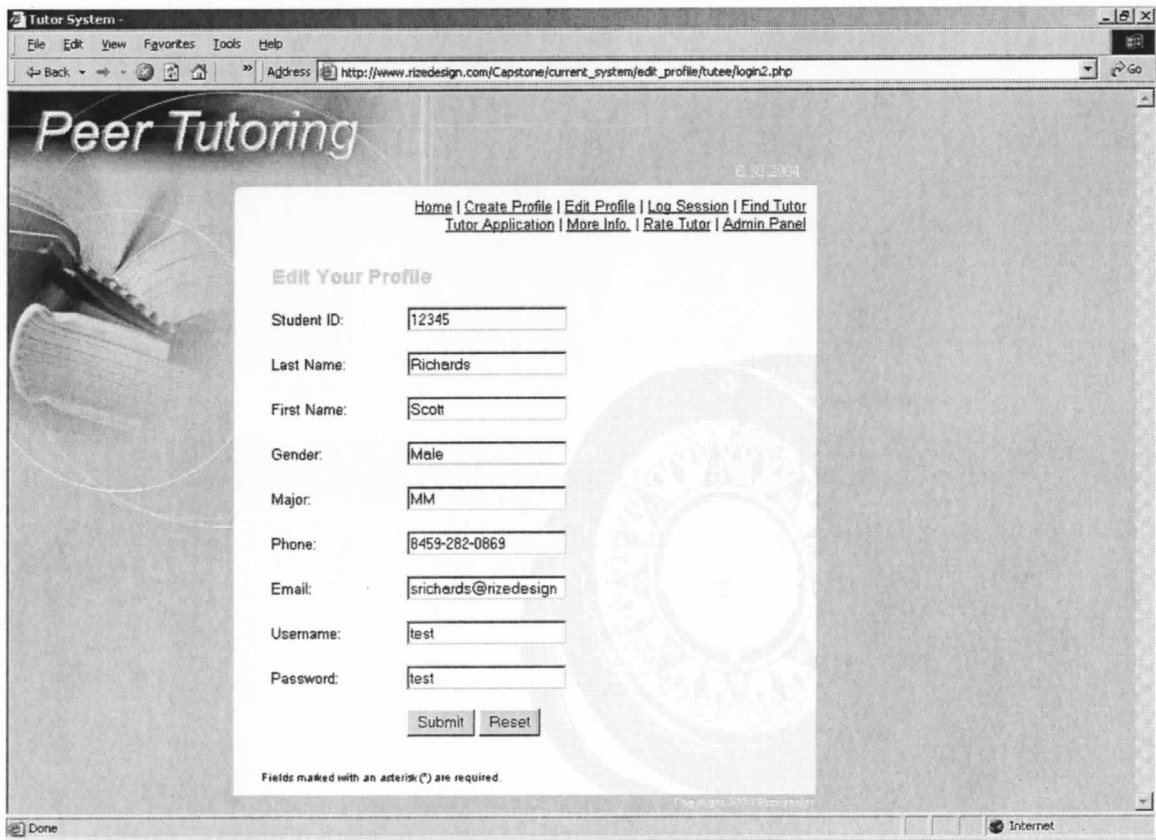 Tutor System -
File Edit View Favorites Tools Help
Back » Address http://www.rizedesign.com/Capstone/current_system/edit_profile/tutee/login2.php Go
Peer Tutoring
Home | Create Profile | Edit Profile | Log Session | Find Tutor
Tutor Application | More Info. | Rate Tutor | Admin Panel
Edit Your Profile
Student ID: 12345
Last Name: Richards
First Name: Scott
Gender: Male
Major: MM
Phone: 8459-282-0869
Email: srichards@rizedesign
Username: test
Password: test
Submit Reset
Fields marked with an asterisk (*) are required.
Done Internet